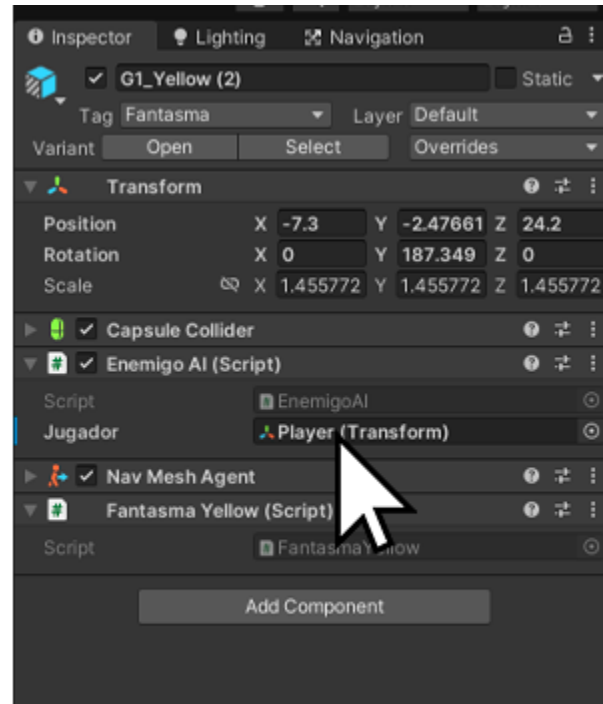 Inspector Lighting Navigation
G1_Yellow (2) Static
Tag Fantasma Layer Default
Variant Open Select Overrides
Transform
Position X -7.3 Y -2.47661 Z 24.2
Rotation X 0 Y 187.349 Z 0
Scale X 1.455772 Y 1.455772 Z 1.455772
Capsule Collider
Enemigo AI (Script)
Script EnemigoAI
Jugador Player (Transform)
Nav Mesh Agent
Fantasma Yellow (Script)
Script FantasmaYellow
Add Component